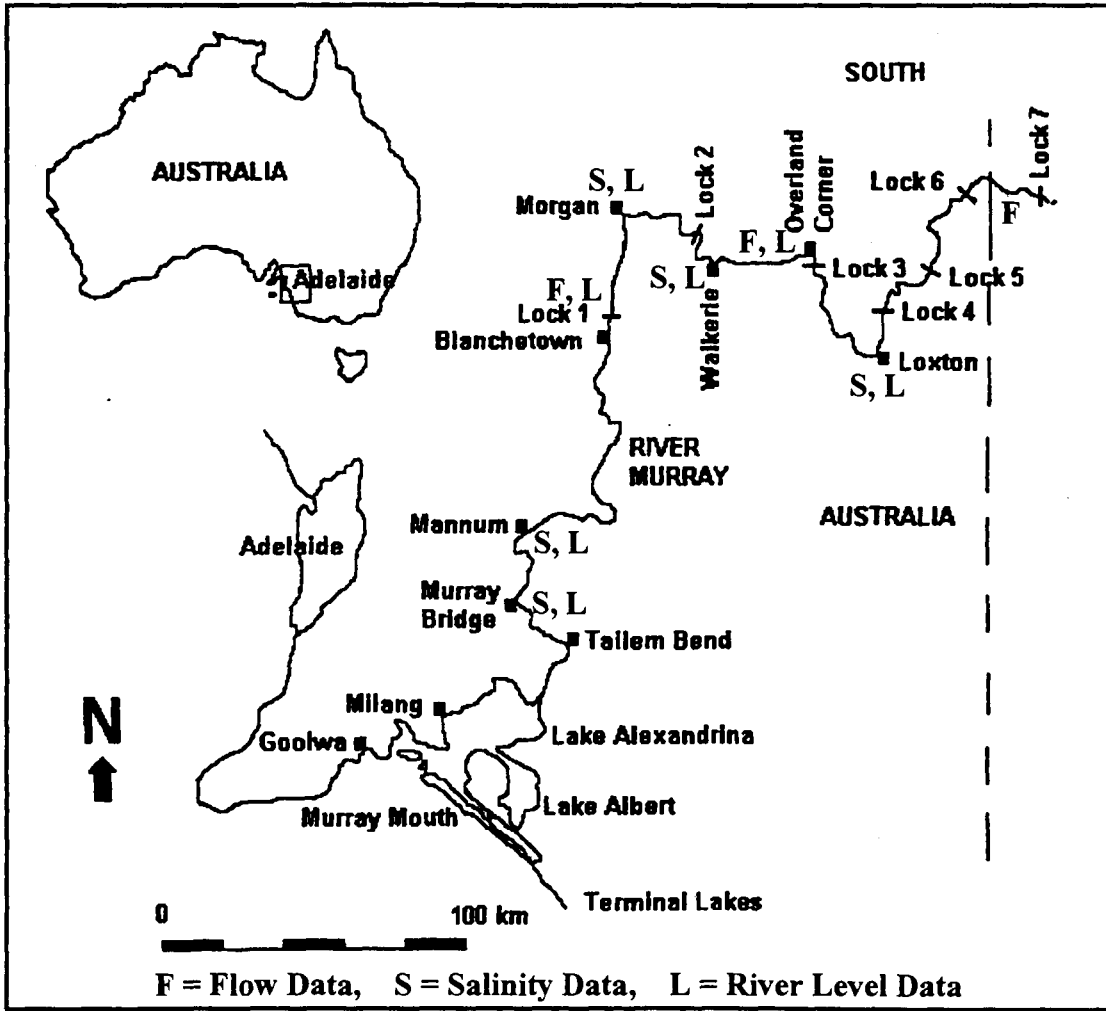 SOUTH
AUSTRALIA
Adelaide
S, L
Morgan
Lock 2
Overland
Corner
Lock 6
Lock 7
F
F, L
Lock 3
Lock 5
S, L
Walkerie
F, L
Lock 1
Blanchetown
Lock 4
Loxton
S, L
RIVER
MURRAY
AUSTRALIA
Mannum
S, L
Adelaide
Murray
Bridge
S, L
Tailem Bend
Milang
Goolwa
Lake Alexandrina
N
Murray Mouth
Lake Albert
Terminal Lakes
0
100 km
F = Flow Data, S = Salinity Data, L = River Level Data